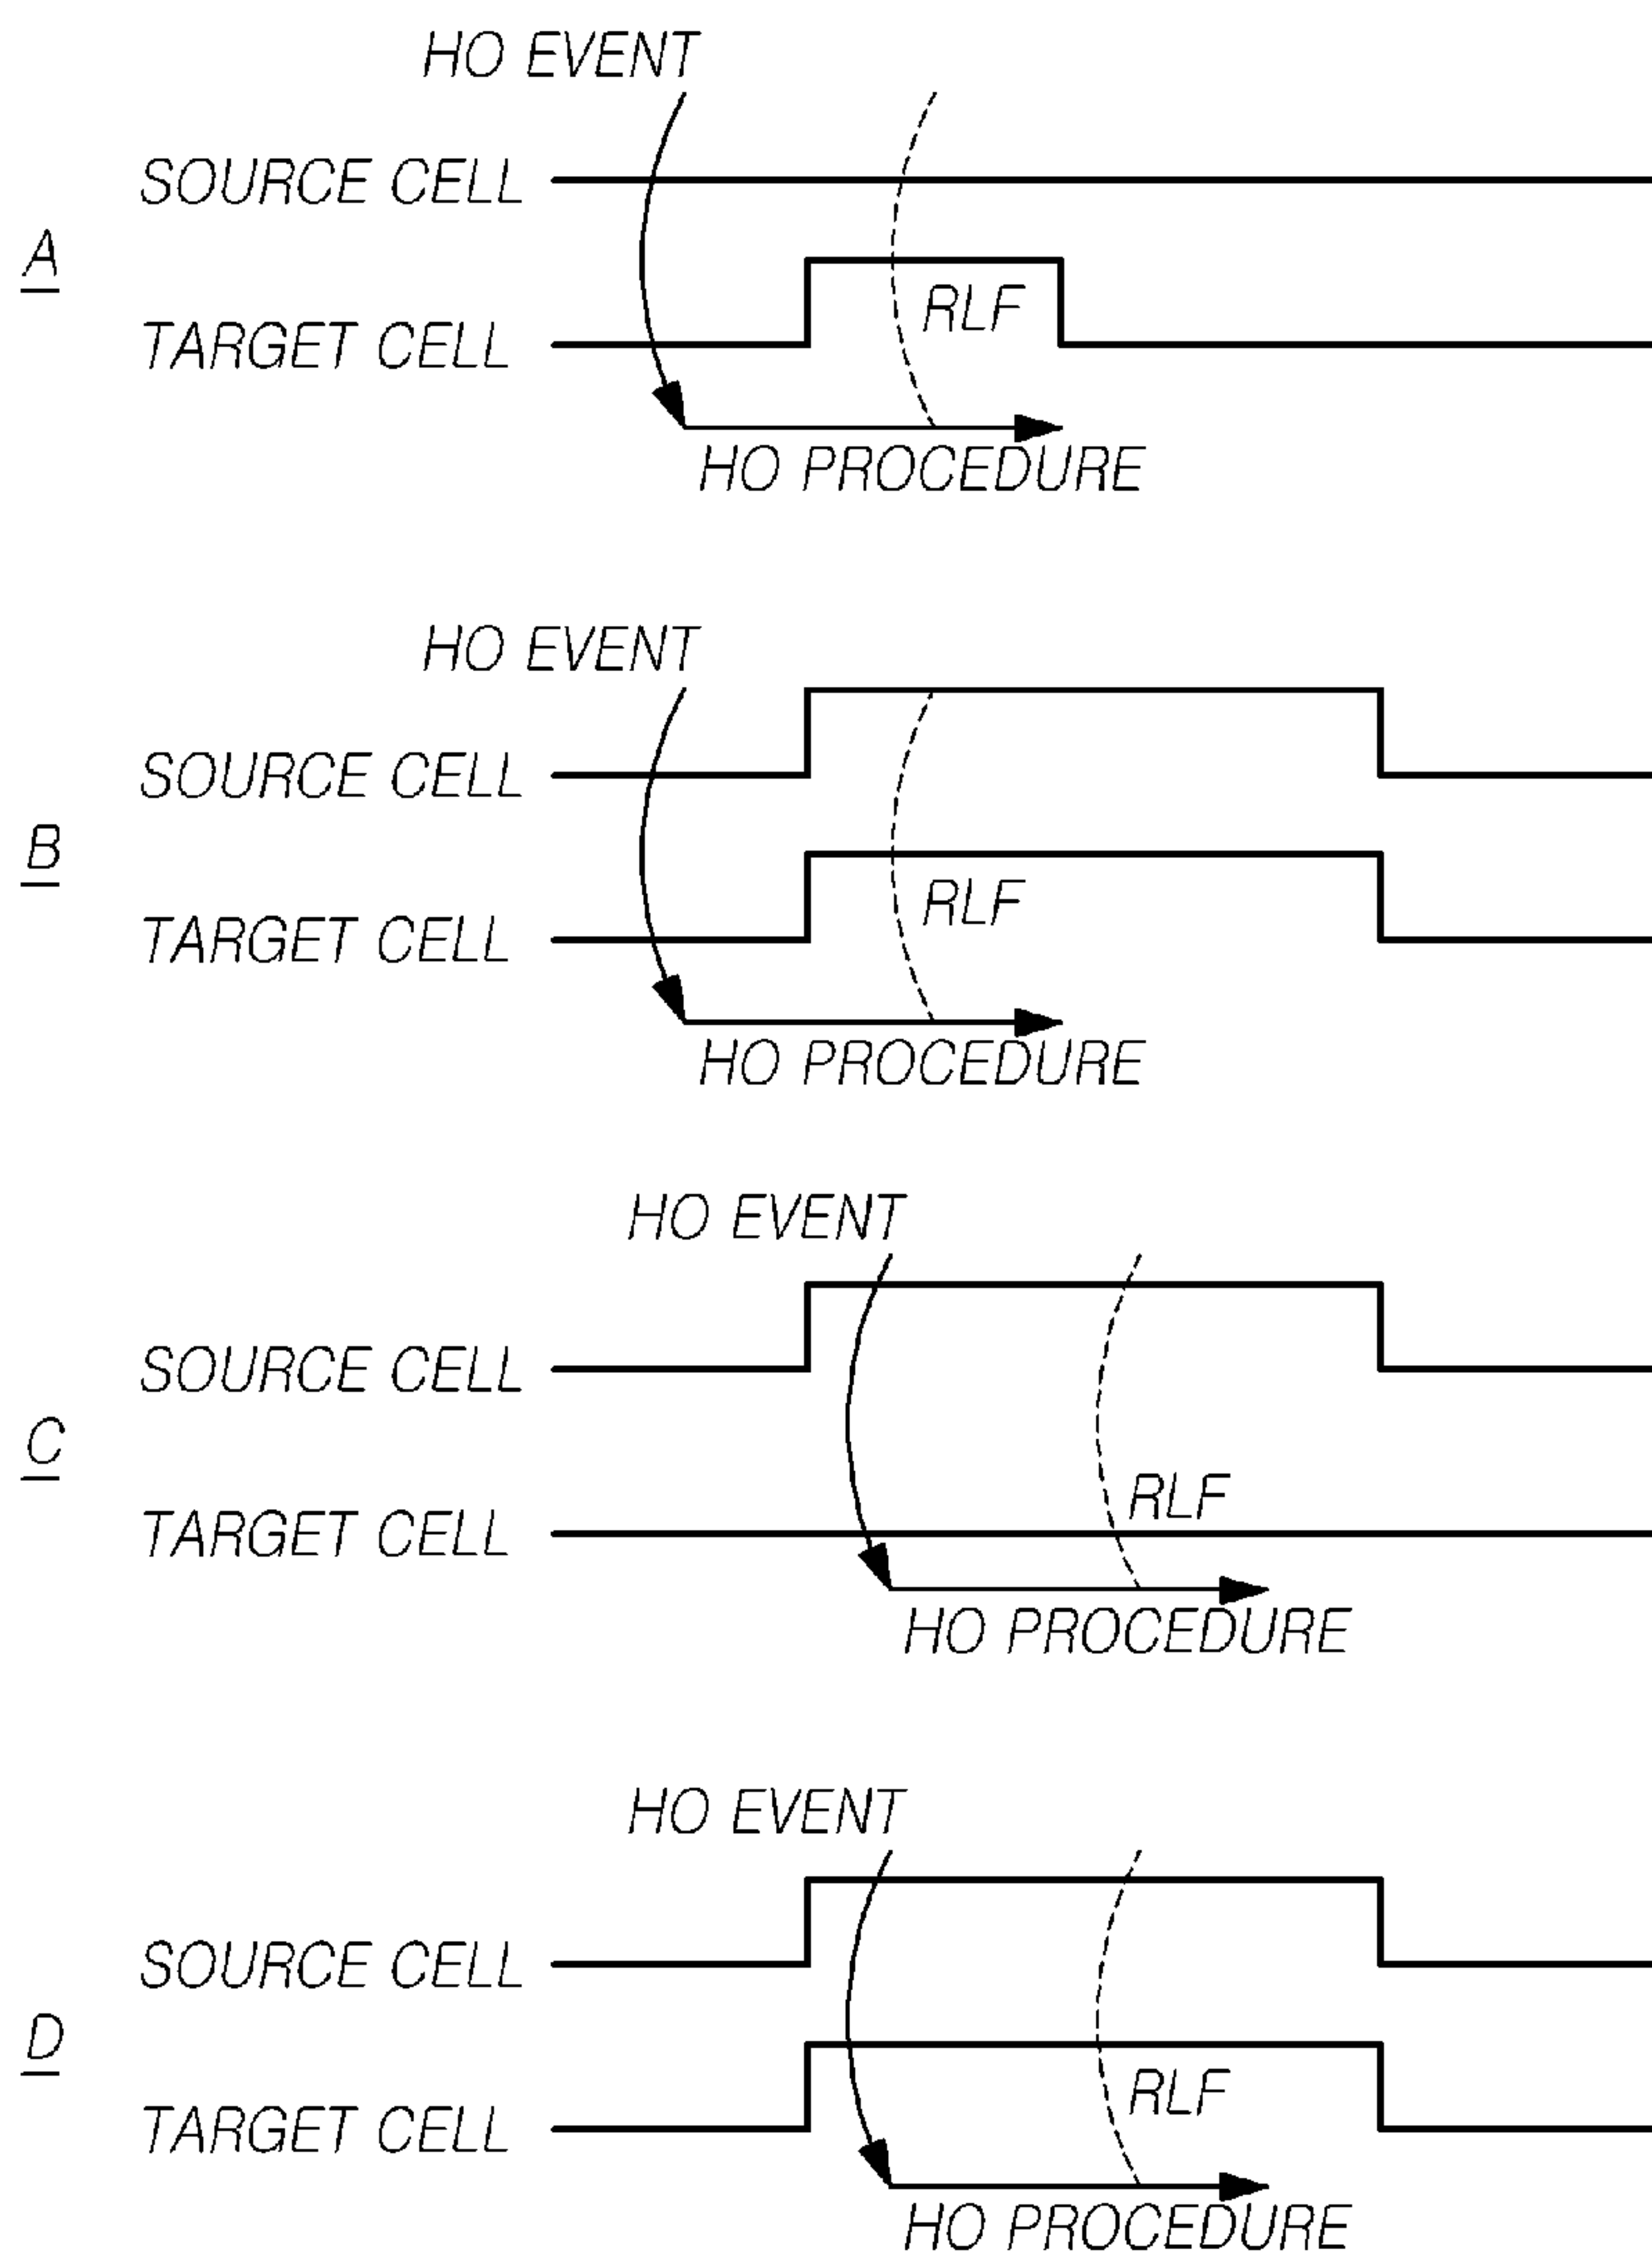 HO EVENT
SOURCE CELL
A
RLF
TARGET CELL
HO PROCEDURE
HO EVENT
SOURCE CELL
B
RLF
TARGET CELL
HO PROCEDURE
HO EVENT
SOURCE CELL
C
RLF
TARGET CELL
HO PROCEDURE
HO EVENT
SOURCE CELL
D
RLF
TARGET CELL
HO PROCEDURE